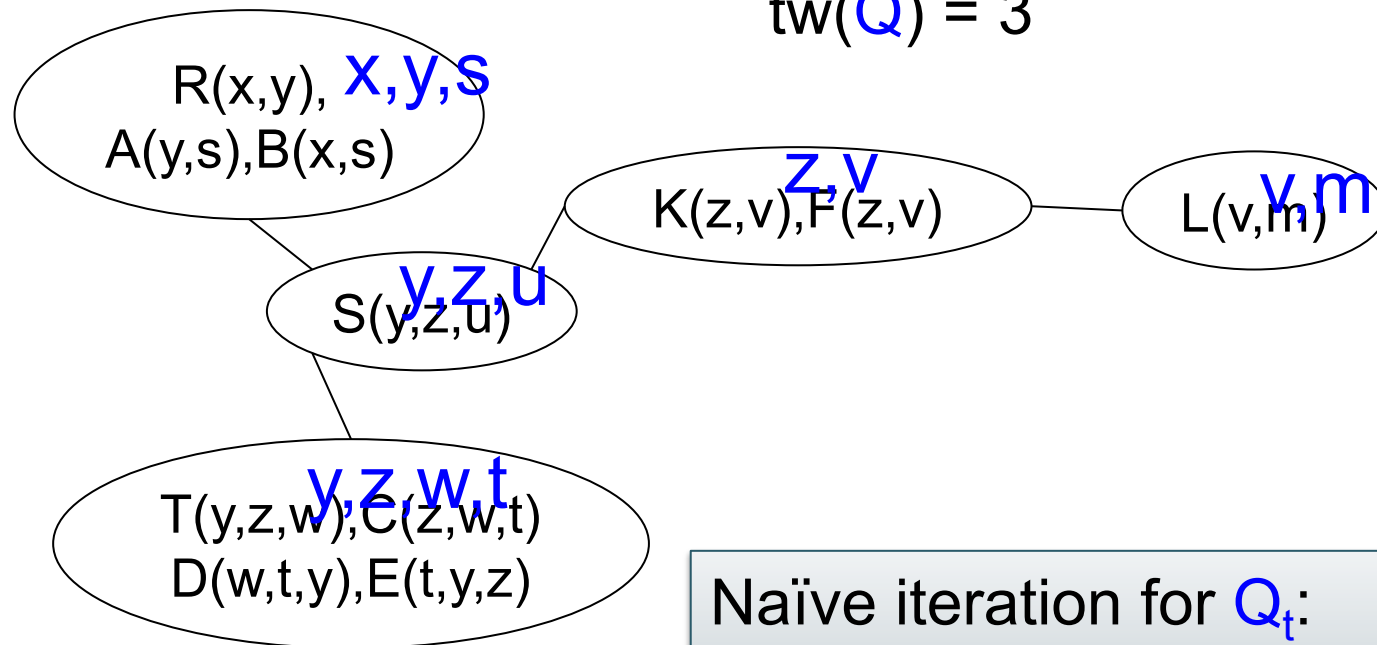 tw(Q) = 3
R(x,y), x,y,s
A(y,s),B(x,s)
z,v
K(z,v),F(z,v)
v,m
L(v,m)
y,z,u
S(y,z,u)
y,z,w,t
T(y,z,w),C(z,w,t)
D(w,t,y),E(t,y,z)
Naïve iteration for Qt: